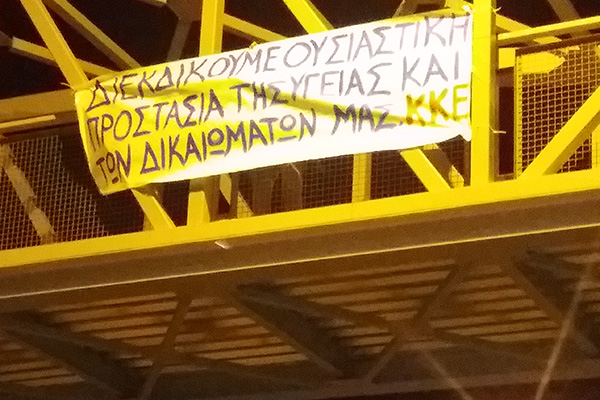 ΔΙΕΚΔΙΚΟΥΜΕ ΟΥΣΙΑΣΤΙΚΗ
ΠΡΟΣΤΑΣΙΑ ΤΗΣ ΥΓΕΙΑΣ ΚΑΙ
ΤΩΝ ΔΙΚΑΙΩΜΑΤΩΝ ΜΑΣ. ΚΚΕ